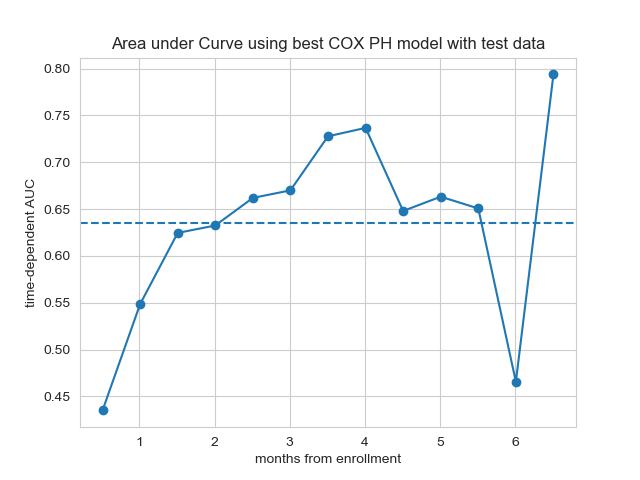 Area under Curve using best COX PH model with test data
time-dependent AUC
0.80
0.75
0.70
0.65
0.60
0.55
0.50
0.45
1 2 3 4 5 6
months from enrollment